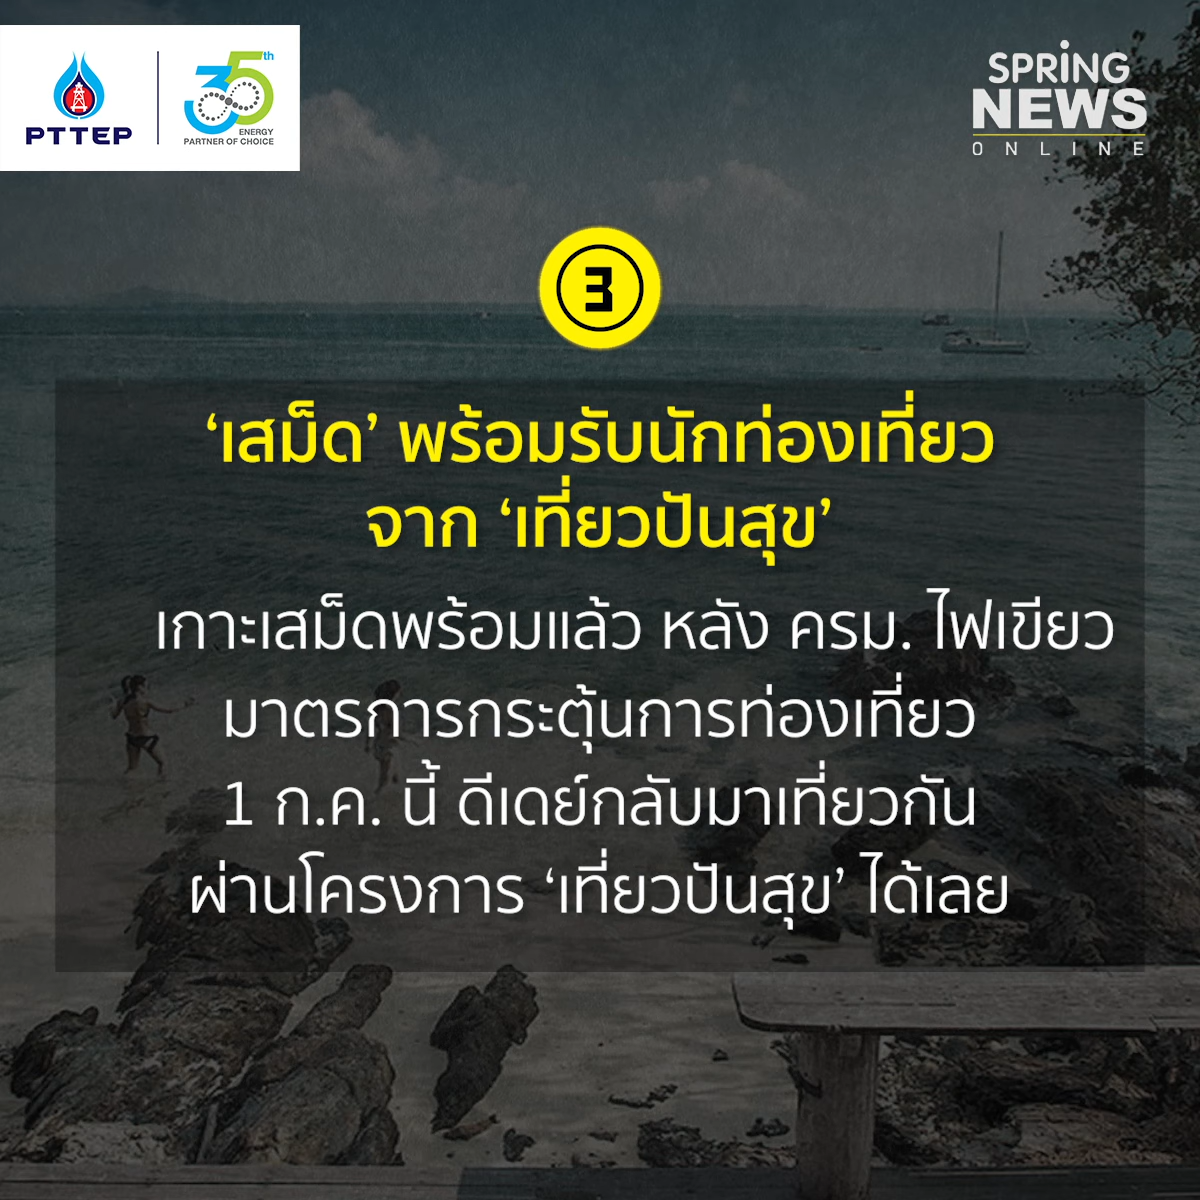 PTTEP
35th
ENERGY
PARTNER OF CHOICE
SPRING
NEWS
ONLINE
3
‘เสม็ด’ พร้อมรับนักท่องเที่ยว
จาก ‘เที่ยวปันสุข’
เกาะเสม็ดพร้อมแล้ว หลัง ครม. ไฟเขียว
มาตรการกระตุ้นการท่องเที่ยว
1 ก.ค. นี้ ดีเดย์กลับมาเที่ยวกัน
ผ่านโครงการ ‘เที่ยวปันสุข’ ได้เลย